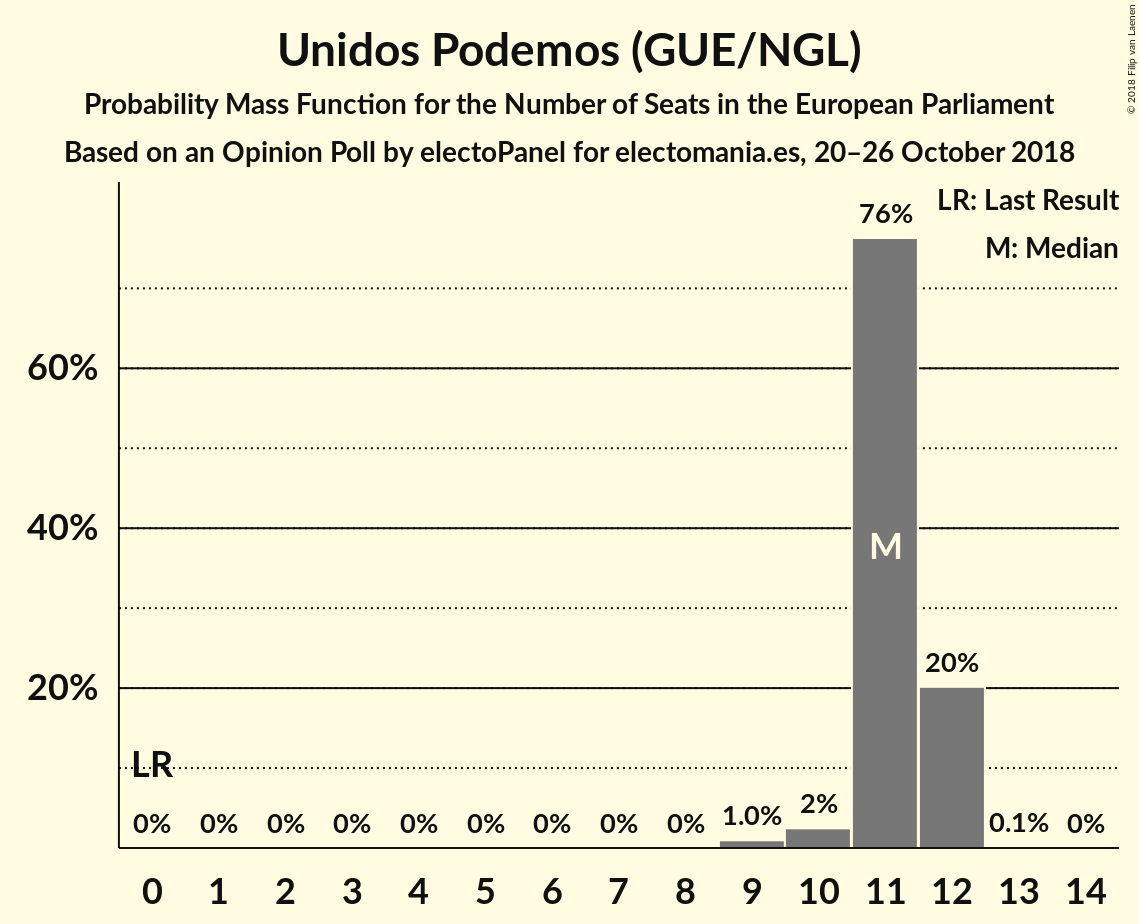 Unidos Podemos (GUE/NGL)
Probability Mass Function for the Number of Seats in the European Parliament
Based on an Opinion Poll by electoPanel for electomania.es, 20–26 October 2018
© 2018 Filip van Laenen
LR: Last Result
M: Median
76%
60%
40%
M
20%
20%
LR
0% 0% 0% 0% 0% 0% 0% 0% 0% 1.0% 2% 0.1% 0%
0 1 2 3 4 5 6 7 8 9 10 11 12 13 14